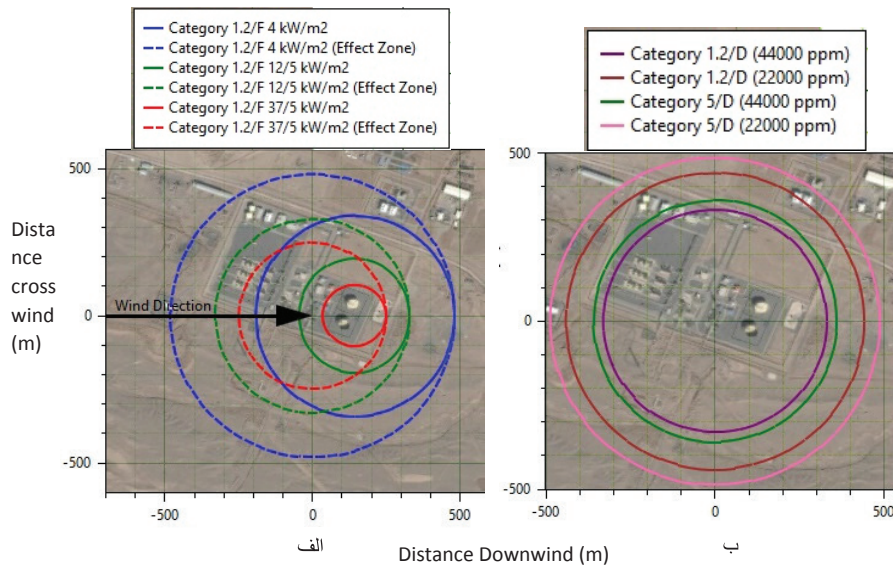 Category 1.2/F 4 kW/m2
Category 1.2/F 4 kW/m2 (Effect Zone)
Category 1.2/F 12/5 kW/m2
Category 1.2/F 12/5 kW/m2 (Effect Zone)
Category 1.2/F 37/5 kW/m2
Category 1.2/F 37/5 kW/m2 (Effect Zone)
Category 1.2/D (44000 ppm)
Category 1.2/D (22000 ppm)
Category 5/D (44000 ppm)
Category 5/D (22000 ppm)
Dista
nce
cross
wind
(m)
500
0
-500
Wind Direction
-500
0
500
500
0
-500
-500
0
500
الف
Distance Downwind (m)
ب